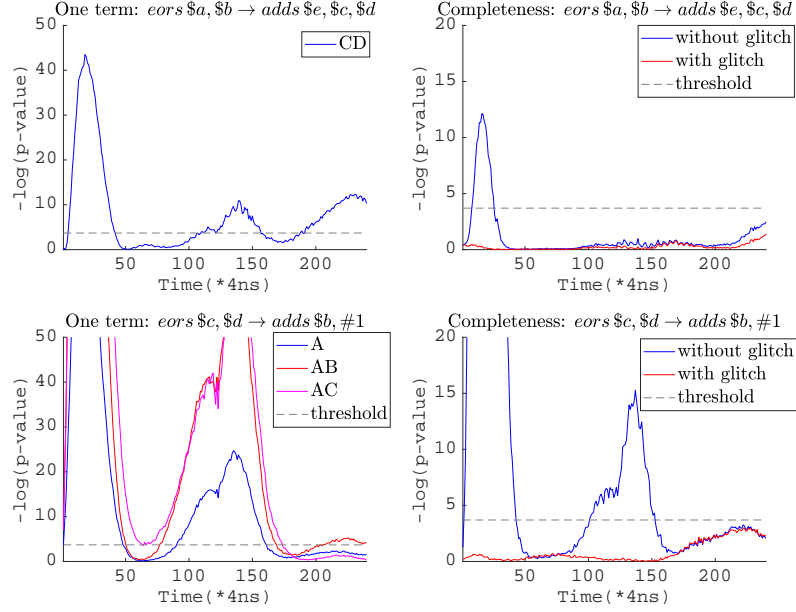 One term: eors $a, $b → adds $e, $c, $d
50
40
30
20
10
0
-log(p-value)
CD
50 100 150 200
Time(*4ns)
Completeness: eors $a, $b → adds $e, $c, $d
20
15
10
5
0
-log(p-value)
without glitch
with glitch
threshold
50 100 150 200
Time(*4ns)
One term: eors $c, $d → adds $b, #1
50
40
30
20
10
0
-log(p-value)
A
AB
AC
threshold
50 100 150 200
Time(*4ns)
Completeness: eors $c, $d → adds $b, #1
20
15
10
5
0
-log(p-value)
without glitch
with glitch
threshold
50 100 150 200
Time(*4ns)